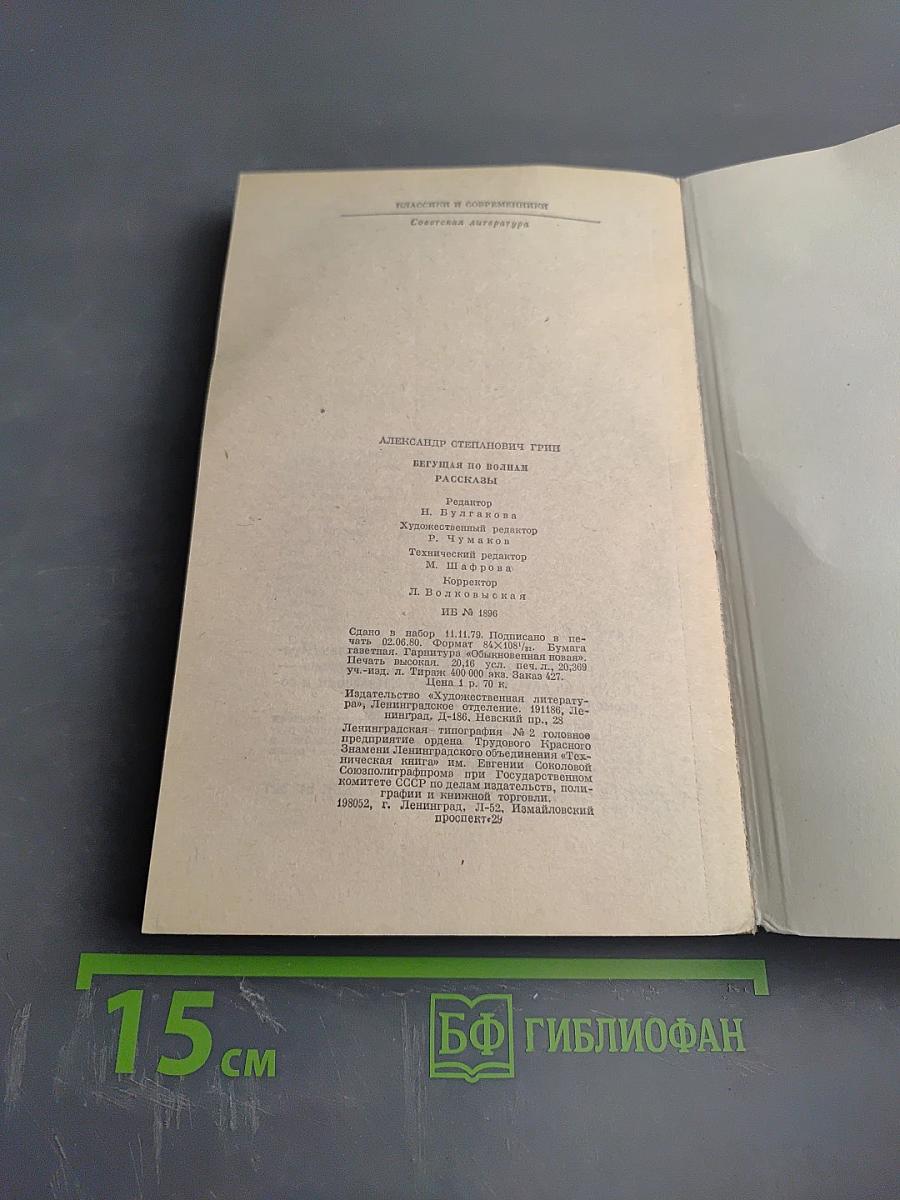 КЛАССИКИ И СОВРЕМЕННИКИ
Советская литература
АЛЕКСАНДР СТЕПАНОВИЧ ГРИН
БЕГУЩАЯ ПО ВОЛНАМ
РАССКАЗЫ
Редактор
Н. Булгакова
Художественный редактор
Р. Чумаков
Технический редактор
М. Шафрова
Корректор
Л. Волковыская
ИБ № 1896
Сдано в набор 11.11.79. Подписано в пе-
чать 02.06.80. Формат 84×108¹/₃₂. Бумага
газетная. Гарнитура «Обыкновенная новая».
Печать высокая. 20,16 усл. печ. л., 20,369
уч.-изд. л. Тираж 400 000 экз. Заказ 427.
Цена 1 р. 70 к.
Издательство «Художественная литерату-
ра», Ленинградское отделение. 191186, Ле-
нинград, Д-186. Невский пр., 28
Ленинградская типография № 2 головное
предприятие ордена Трудового Красного
Знамени Ленинградского объединения «Тех-
ническая книга» им. Евгении Соколовой
Союзполиграфпрома при Государственном
комитете СССР по делам издательств, поли-
графии и книжной торговли.
198052, г. Ленинград, Л-52, Измайловский
проспект, 29
15 см
БФ ГИБЛИОФАН